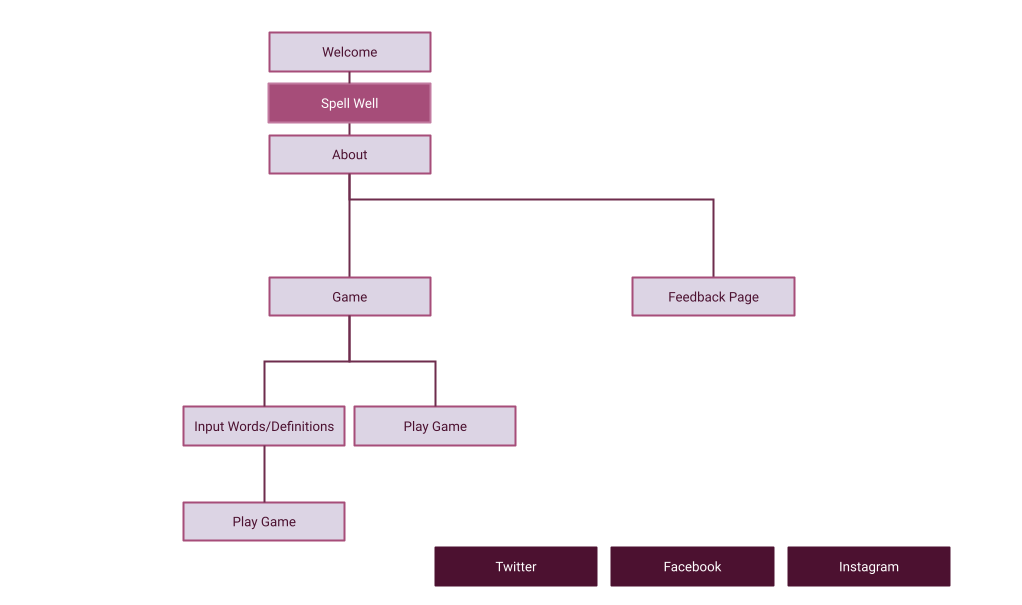 Welcome
Spell Well
About
Game
Feedback Page
Input Words/Definitions
Play Game
Play Game
Twitter
Facebook
Instagram